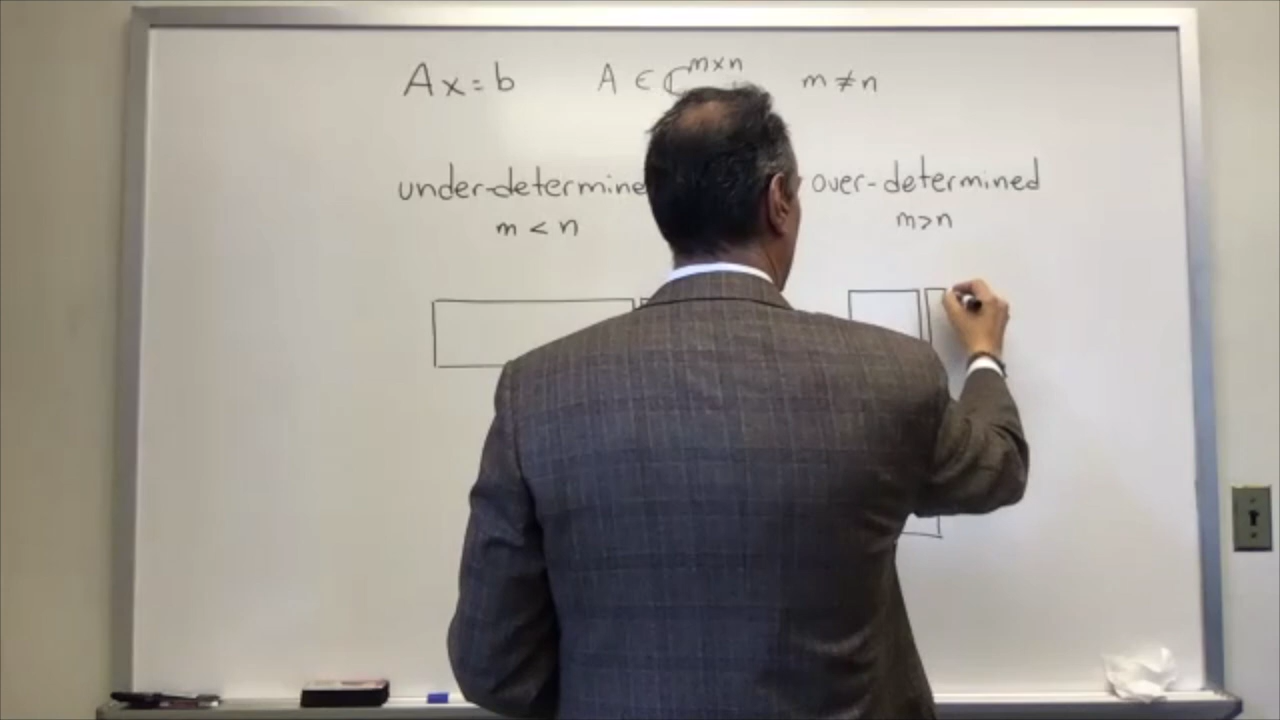 Ax=b A ∈ ℂ^{m×n} m≠n
under-determine over-determined
m<n m>n